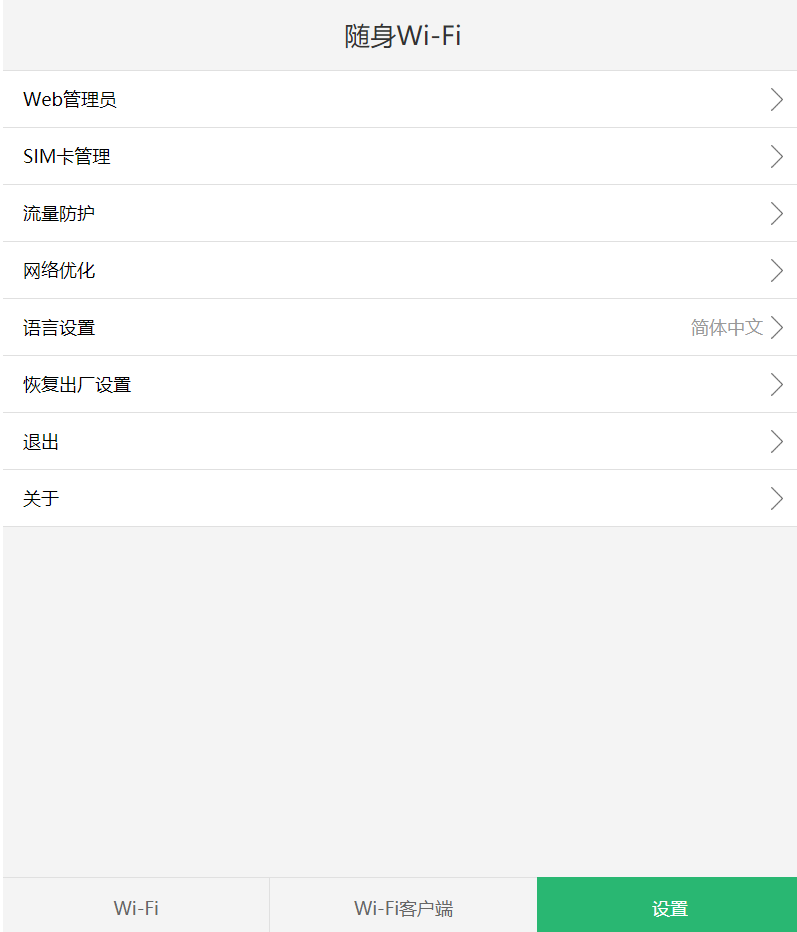 随身Wi-Fi
Web管理员
SIM卡管理
流量防护
网络优化
语言设置 简体中文
恢复出厂设置
退出
关于
Wi-Fi Wi-Fi客户端 设置